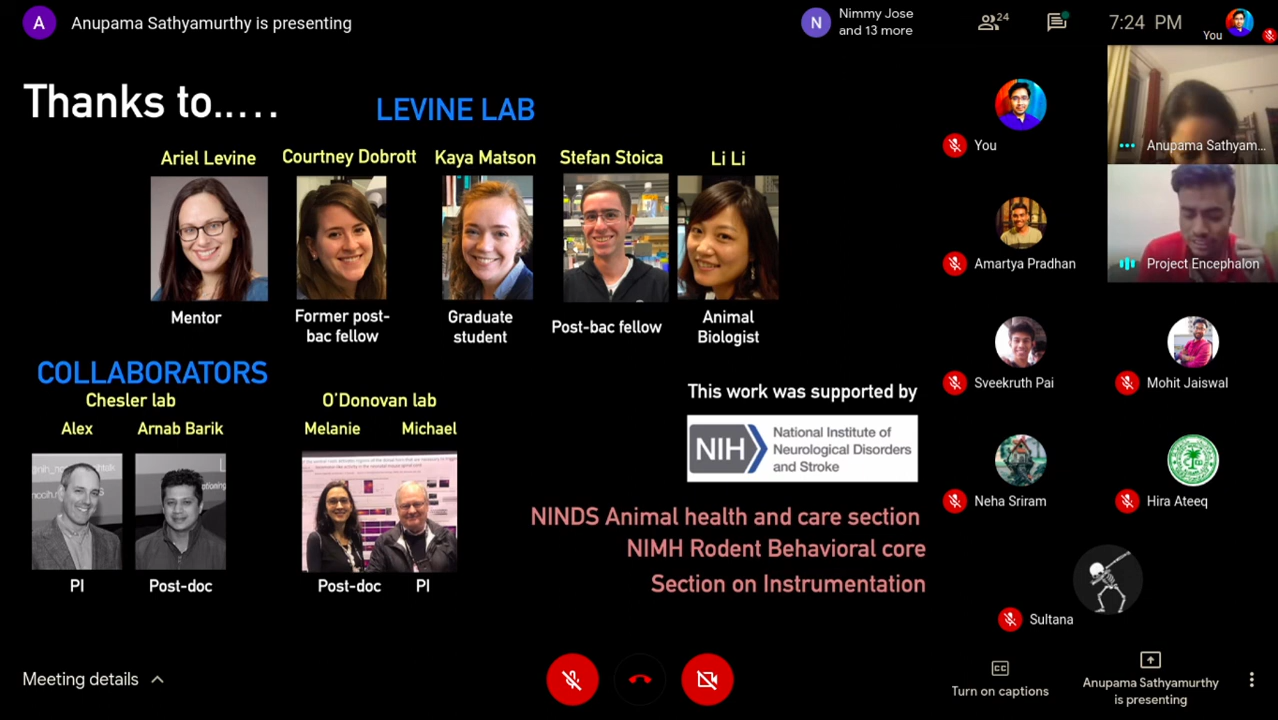 A
Anupama Sathyamurthy is presenting
N
Nimmy Jose
and 13 more
24
7:24 PM
You
Thanks to.....
LEVINE LAB
Ariel Levine
Courtney Dobrott
Kaya Matson
Stefan Stoica
Li Li
Mentor
Former post-
bac fellow
Graduate
student
Post-bac fellow
Animal
Biologist
COLLABORATORS
Chesler lab
O'Donovan lab
Alex
Arnab Barik
Melanie
Michael
PI
Post-doc
Post-doc
PI
This work was supported by
NIH
National Institute of
Neurological Disorders
and Stroke
NINDS Animal health and care section
NIMH Rodent Behavioral core
Section on Instrumentation
You
Anupama Sathyam...
Amartya Pradhan
Project Encephalon
Sveekruth Pai
Mohit Jaiswal
Neha Sriram
Hira Ateeq
Sultana
Meeting details
CC
Turn on captions
Anupama Sathyamurthy
is presenting